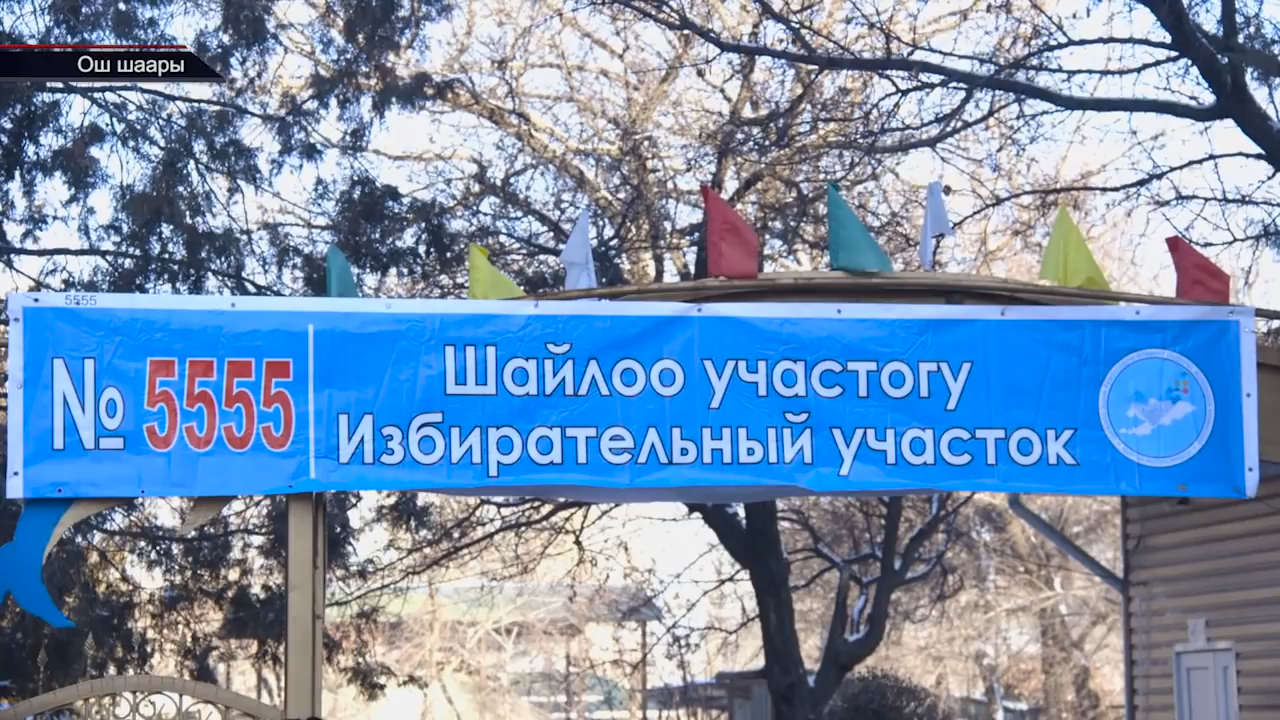 Ош шаары
5555
№ 5555
Шайлоо участогу
Избирательный участок